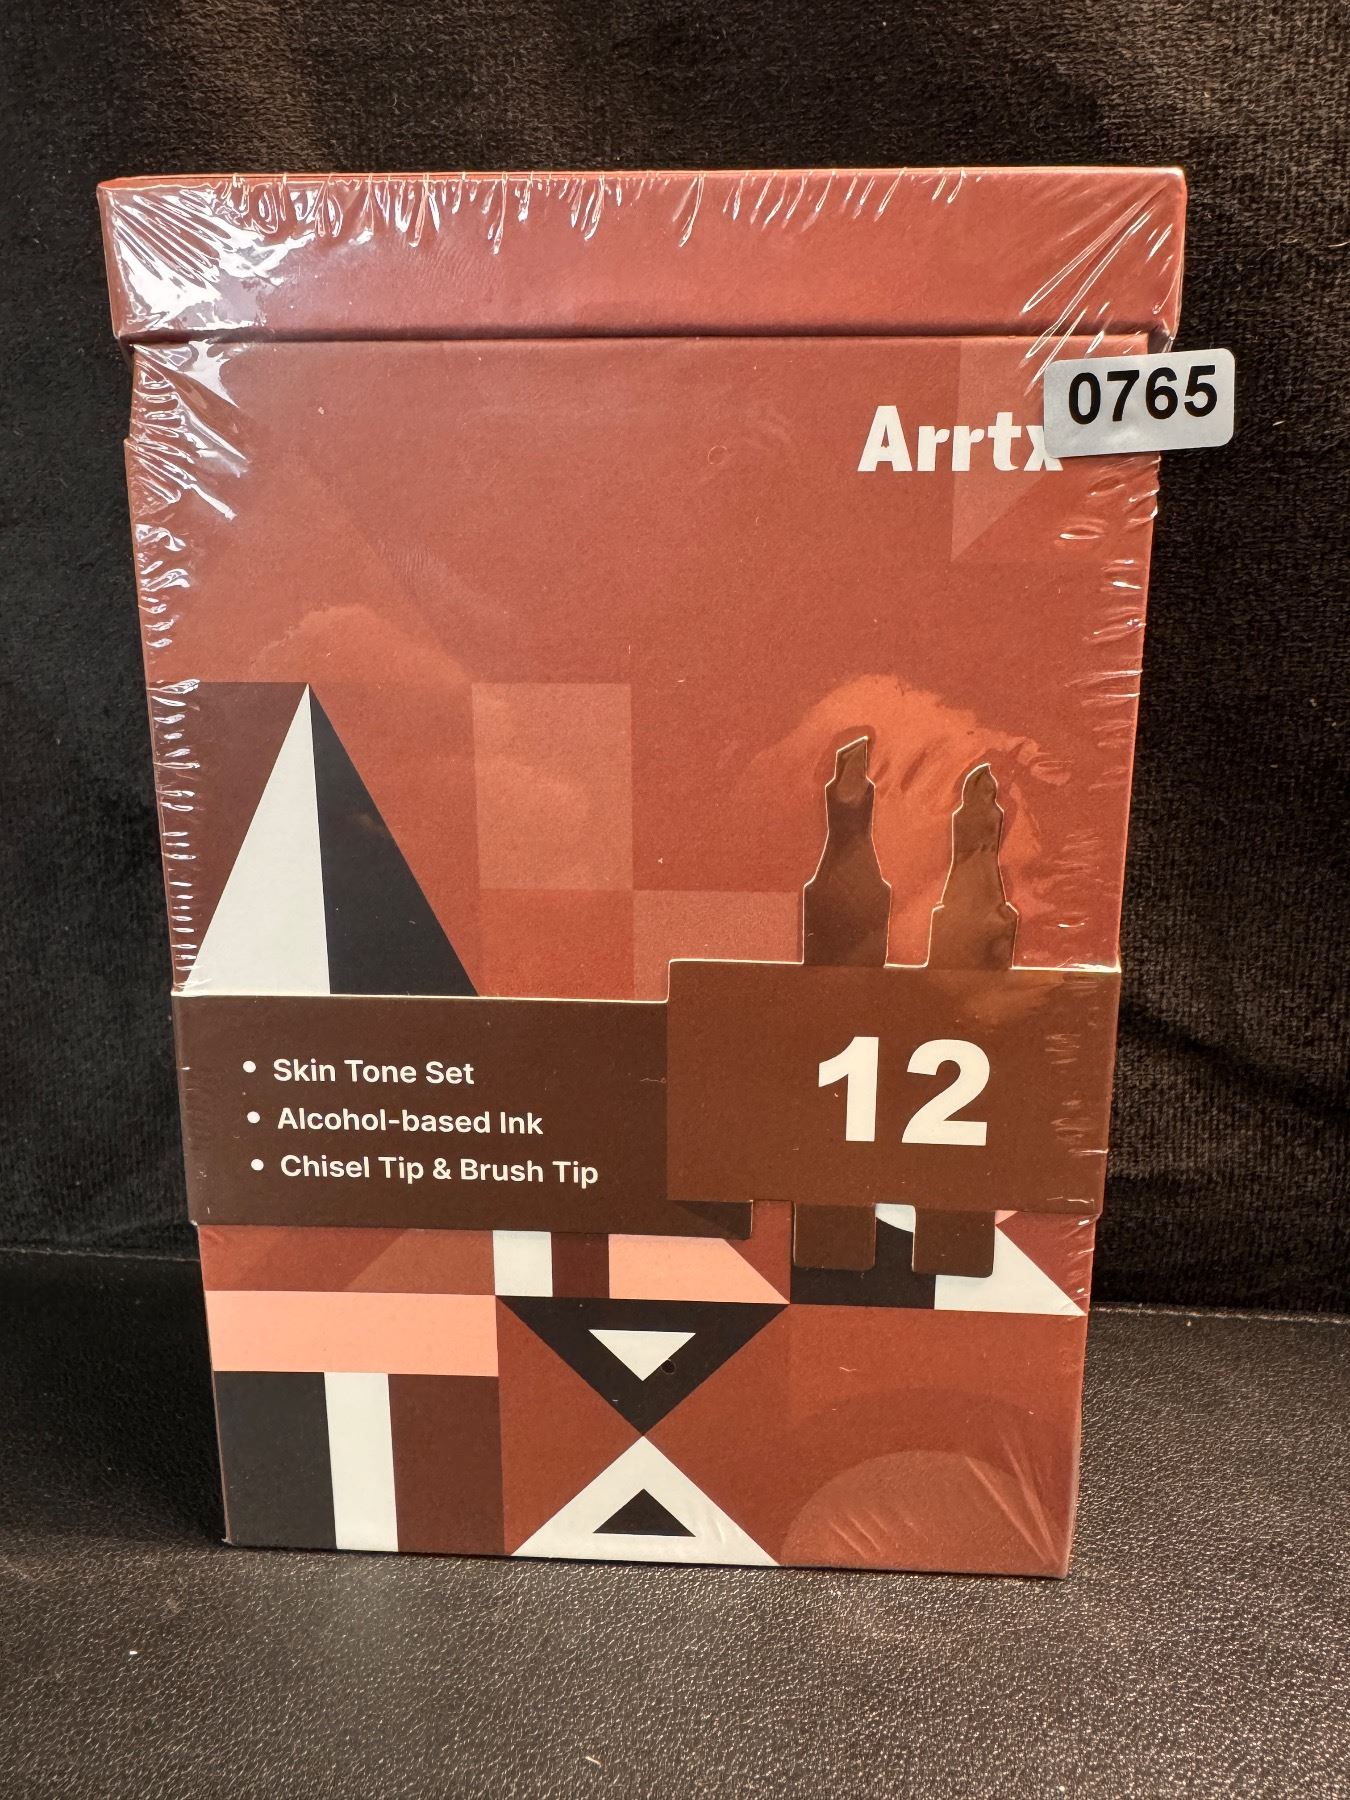 Arrtx
0765
• Skin Tone Set
• Alcohol-based Ink
• Chisel Tip & Brush Tip
12